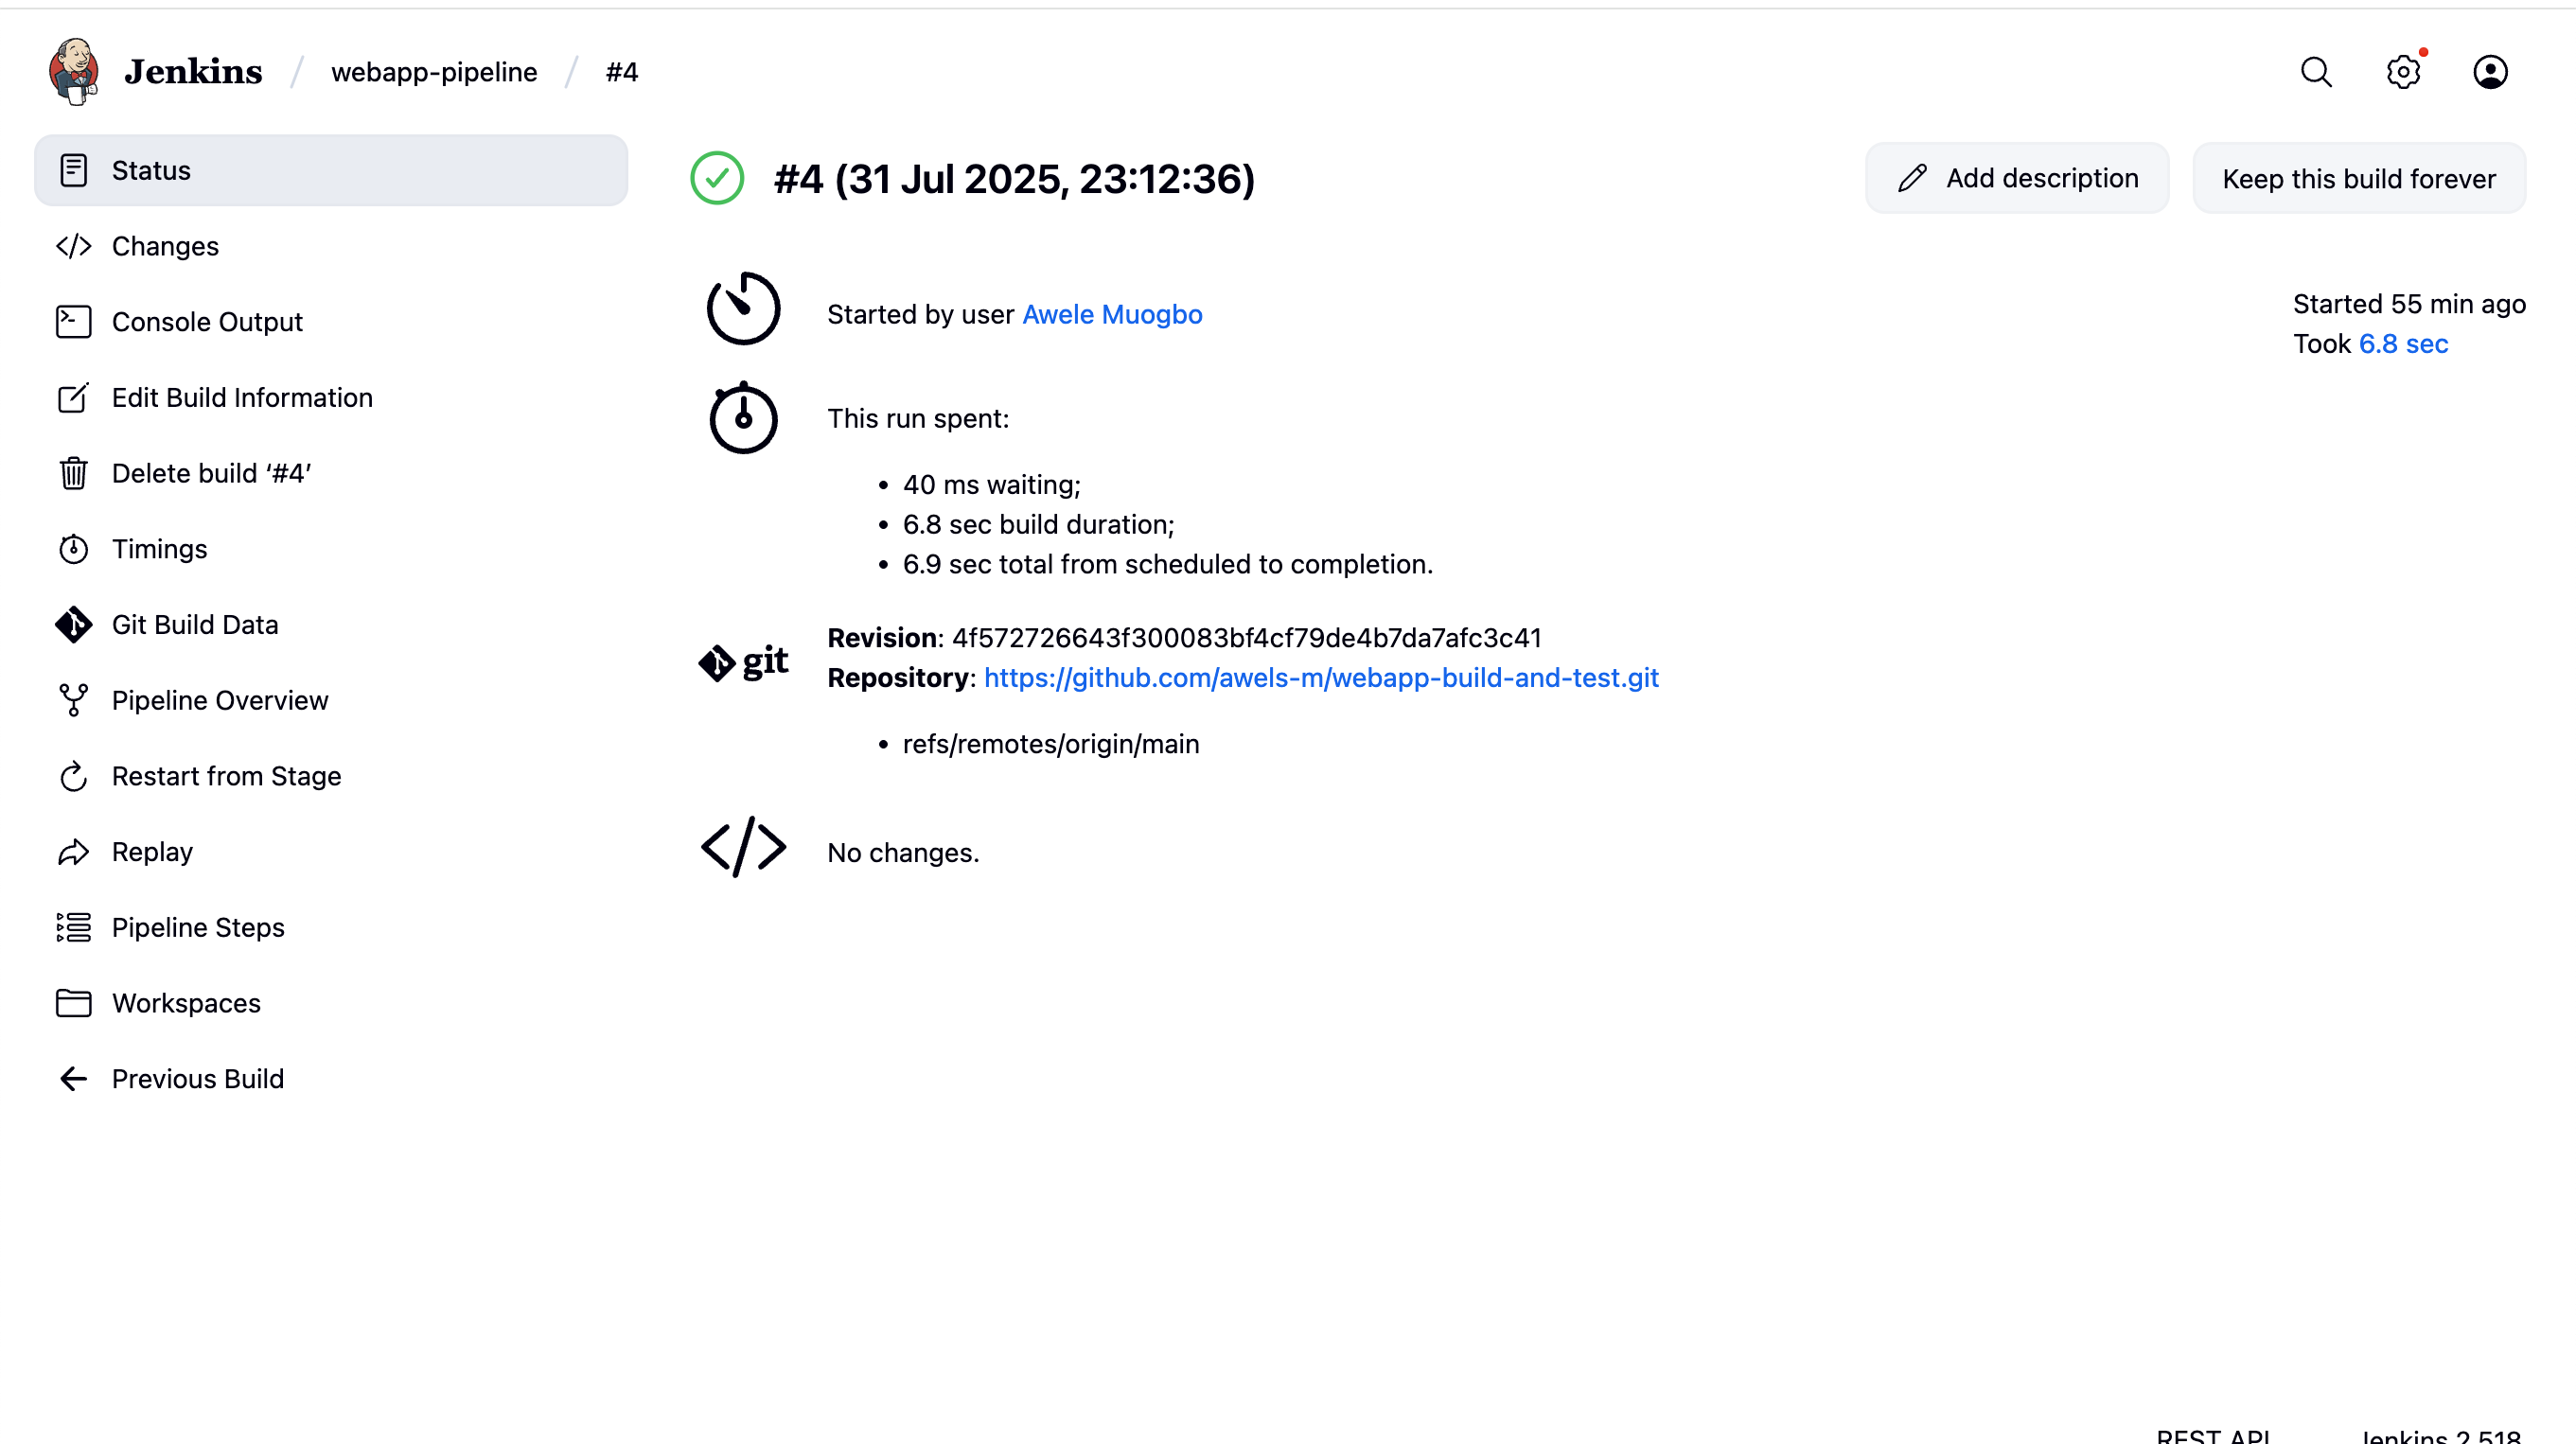 Jenkins / webapp-pipeline / #4
Status
Changes
Console Output
Edit Build Information
Delete build ‘#4’
Timings
Git Build Data
Pipeline Overview
Restart from Stage
Replay
Pipeline Steps
Workspaces
Previous Build
#4 (31 Jul 2025, 23:12:36)
Add description
Keep this build forever
Started by user Awele Muogbo
Started 55 min ago
Took 6.8 sec
This run spent:
• 40 ms waiting;
• 6.8 sec build duration;
• 6.9 sec total from scheduled to completion.
git
Revision: 4f572726643f300083bf4cf79de4b7da7afc3c41
Repository: https://github.com/awels-m/webapp-build-and-test.git
• refs/remotes/origin/main
No changes.
REST API
Jenkins 2.518